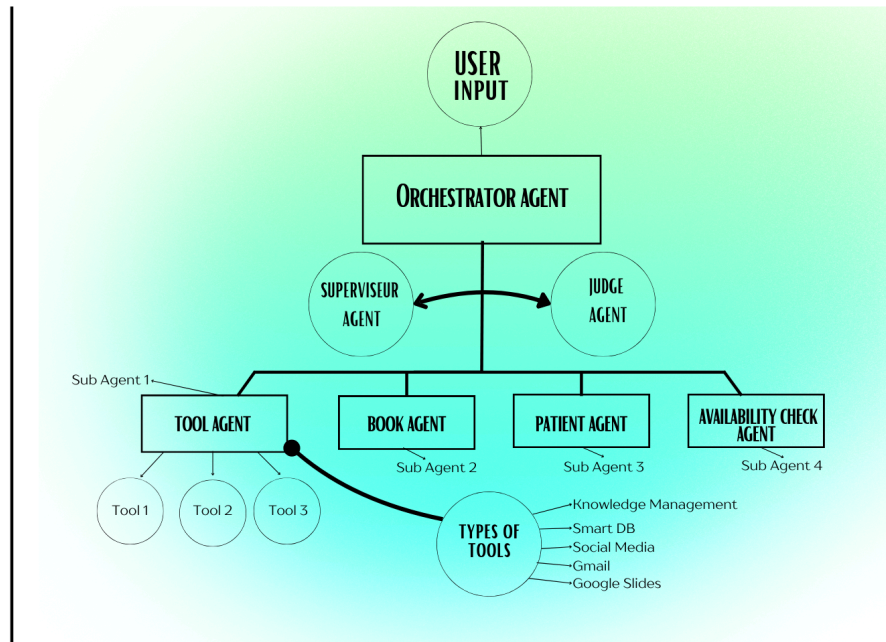 USER
INPUT
ORCHESTRATOR AGENT
SUPERVISEUR
AGENT
JUDGE
AGENT
Sub Agent 1
TOOL AGENT
BOOK AGENT
PATIENT AGENT
AVAILABILITY CHECK
AGENT
Sub Agent 2
Sub Agent 3
Sub Agent 4
Tool 1
Tool 2
Tool 3
TYPES OF
TOOLS
Knowledge Management
Smart DB
Social Media
Gmail
Google Slides